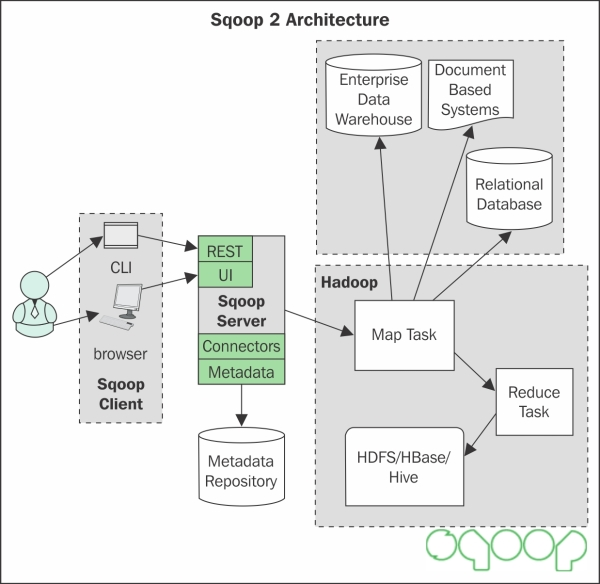 Sqoop 2 Architecture
Enterprise
Data
Warehouse
Document
Based
Systems
Relational
Database
CLI
browser
Sqoop
Client
REST
UI
Sqoop
Server
Connectors
Metadata
Metadata
Repository
Hadoop
Map Task
Reduce
Task
HDFS/HBase/
Hive
sqoop